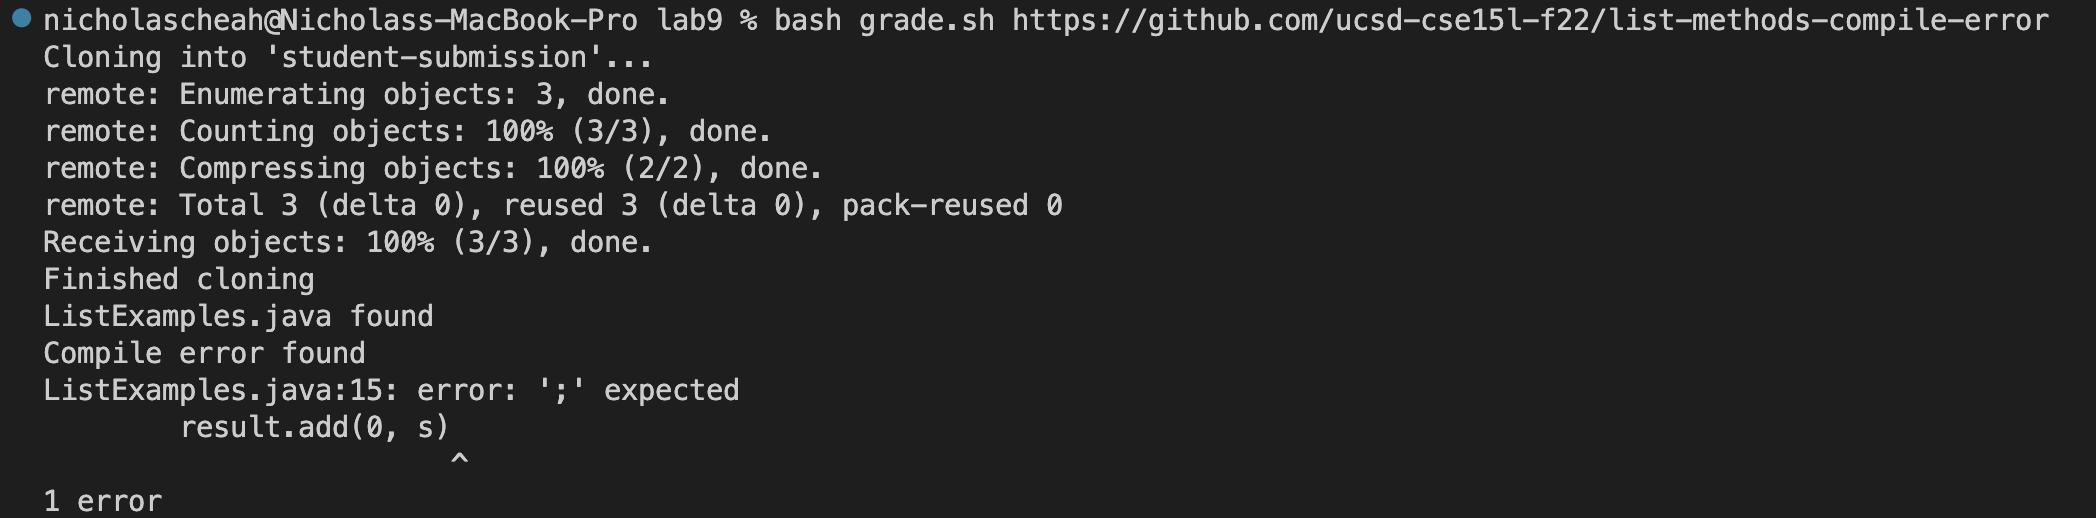 nicholascheah@Nicholass-MacBook-Pro lab9 % bash grade.sh https://github.com/ucsd-cse15l-f22/list-methods-compile-error
Cloning into 'student-submission'...
remote: Enumerating objects: 3, done.
remote: Counting objects: 100% (3/3), done.
remote: Compressing objects: 100% (2/2), done.
remote: Total 3 (delta 0), reused 3 (delta 0), pack-reused 0
Receiving objects: 100% (3/3), done.
Finished cloning
ListExamples.java found
Compile error found
ListExamples.java:15: error: ';' expected
        result.add(0, s)
                        ^
1 error